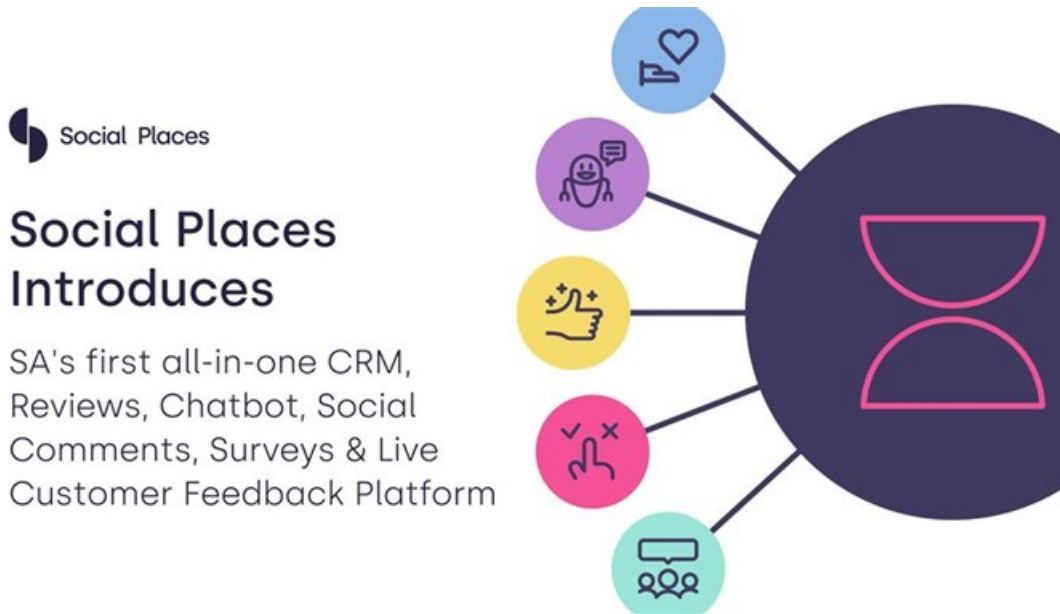 Social Places
Social Places
Introduces
SA's first all-in-one CRM,
Reviews, Chatbot, Social
Comments, Surveys & Live
Customer Feedback Platform